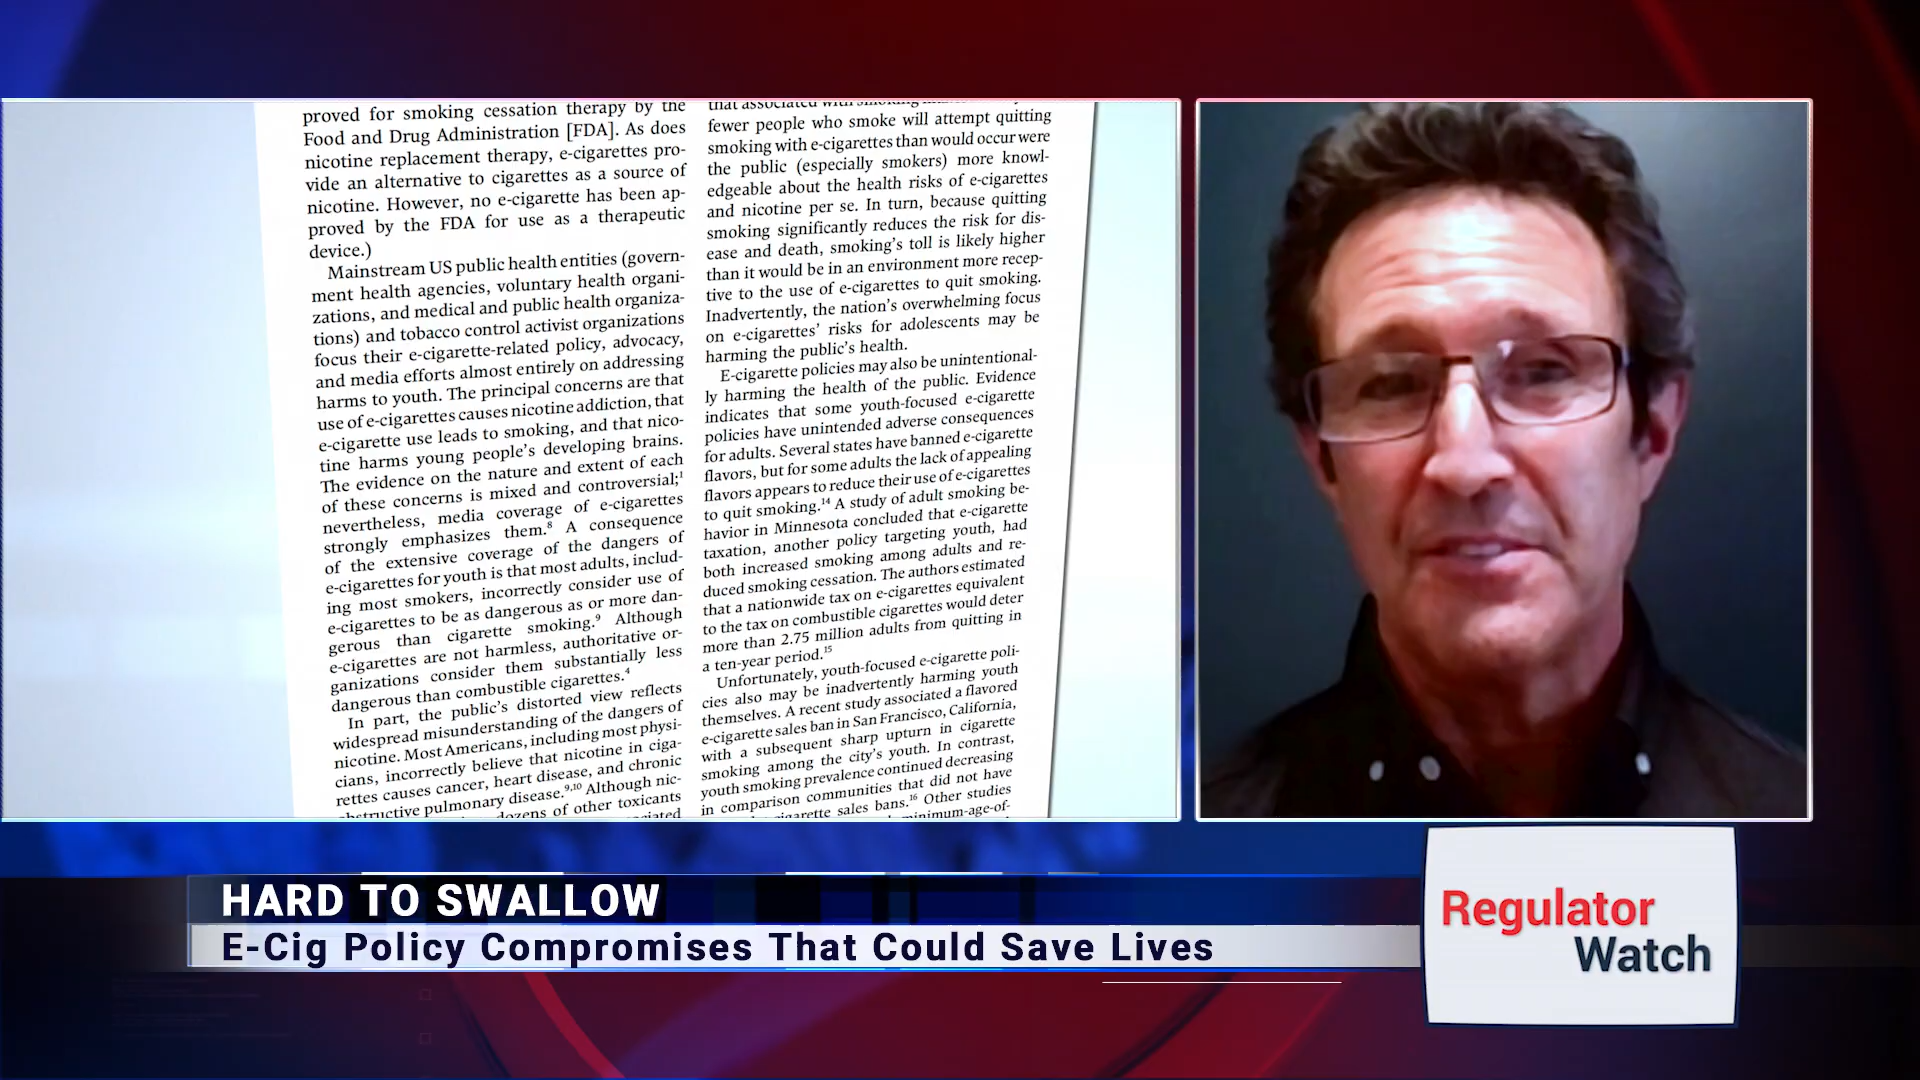 proved for smoking cessation therapy by the
Food and Drug Administration [FDA]. As does
nicotine replacement therapy, e-cigarettes pro-
vide an alternative to cigarettes as a source of
nicotine. However, no e-cigarette has been ap-
proved by the FDA for use as a therapeutic
device.)
Mainstream US public health entities (govern-
ment health agencies, voluntary health organi-
zations, and medical and public health organiza-
tions) and tobacco control activist organizations
focus their e-cigarette-related policy, advocacy,
and media efforts almost entirely on addressing
harms to youth. The principal concerns are that
use of e-cigarettes causes nicotine addiction, that
e-cigarette use leads to smoking, and that nico-
tine harms young people's developing brains.
The evidence on the nature and extent of each
of these concerns is mixed and controversial;¹
nevertheless, media coverage of e-cigarettes
strongly emphasizes them.⁸ A consequence
of the extensive coverage of the dangers of
e-cigarettes for youth is that most adults, includ-
ing most smokers, incorrectly consider use of
e-cigarettes to be as dangerous as or more dan-
gerous than cigarette smoking.⁹ Although
e-cigarettes are not harmless, authoritative or-
ganizations consider them substantially less
dangerous than combustible cigarettes.⁴
In part, the public's distorted view reflects
widespread misunderstanding of the dangers of
nicotine. Most Americans, including most physi-
cians, incorrectly believe that nicotine in ciga-
rettes causes cancer, heart disease, and chronic
obstructive pulmonary disease.⁹,¹⁰ Although nic-
dozens of other toxicants
that associated with smoking
fewer people who smoke will attempt quitting
smoking with e-cigarettes than would occur were
the public (especially smokers) more knowl-
edgeable about the health risks of e-cigarettes
and nicotine per se. In turn, because quitting
smoking significantly reduces the risk for dis-
ease and death, smoking's toll is likely higher
than it would be in an environment more recep-
tive to the use of e-cigarettes to quit smoking.
Inadvertently, the nation's overwhelming focus
on e-cigarettes' risks for adolescents may be
harming the public's health.
E-cigarette policies may also be unintentional-
ly harming the health of the public. Evidence
indicates that some youth-focused e-cigarette
policies have unintended adverse consequences
for adults. Several states have banned e-cigarette
flavors, but for some adults the lack of appealing
flavors appears to reduce their use of e-cigarettes
to quit smoking.¹⁴ A study of adult smoking be-
havior in Minnesota concluded that e-cigarette
taxation, another policy targeting youth, had
both increased smoking among adults and re-
duced smoking cessation. The authors estimated
that a nationwide tax on e-cigarettes equivalent
to the tax on combustible cigarettes would deter
more than 2.75 million adults from quitting in
a ten-year period.¹⁵
Unfortunately, youth-focused e-cigarette poli-
cies also may be inadvertently harming youth
themselves. A recent study associated a flavored
e-cigarette sales ban in San Francisco, California,
with a subsequent sharp upturn in cigarette
smoking among the city's youth. In contrast,
youth smoking prevalence continued decreasing
in comparison communities that did not have
sales bans.¹⁶ Other studies
HARD TO SWALLOW
E-Cig Policy Compromises That Could Save Lives
Regulator
Watch